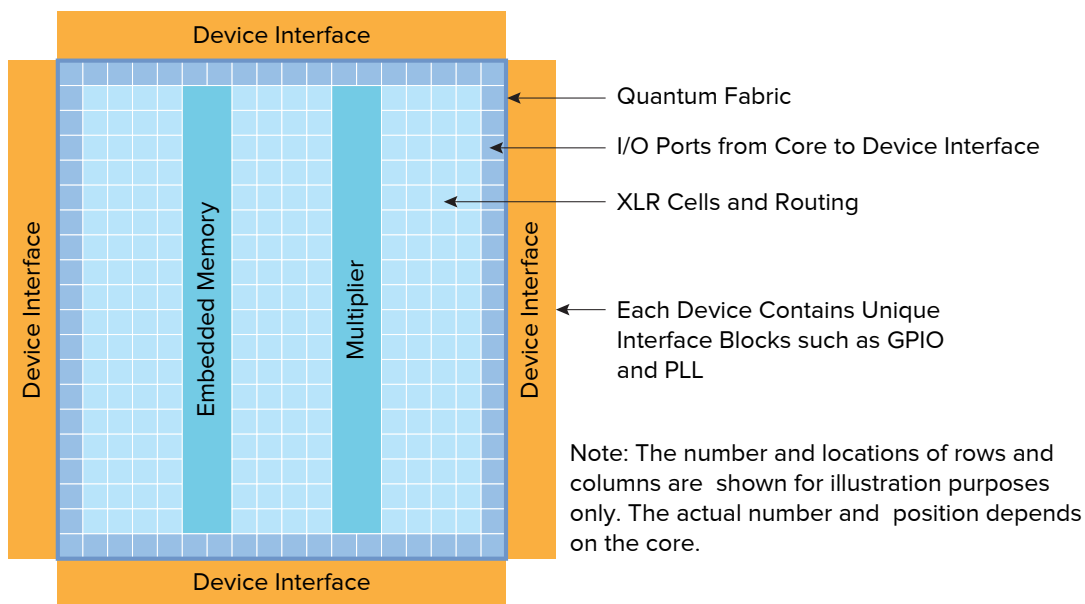 Device Interface
Quantum Fabric
I/O Ports from Core to Device Interface
XLR Cells and Routing
Device Interface
Embedded Memory
Multiplier
Device Interface
Each Device Contains Unique
Interface Blocks such as GPIO
and PLL
Note: The number and locations of rows and
columns are  shown for illustration purposes
only. The actual number and  position depends
on the core.
Device Interface